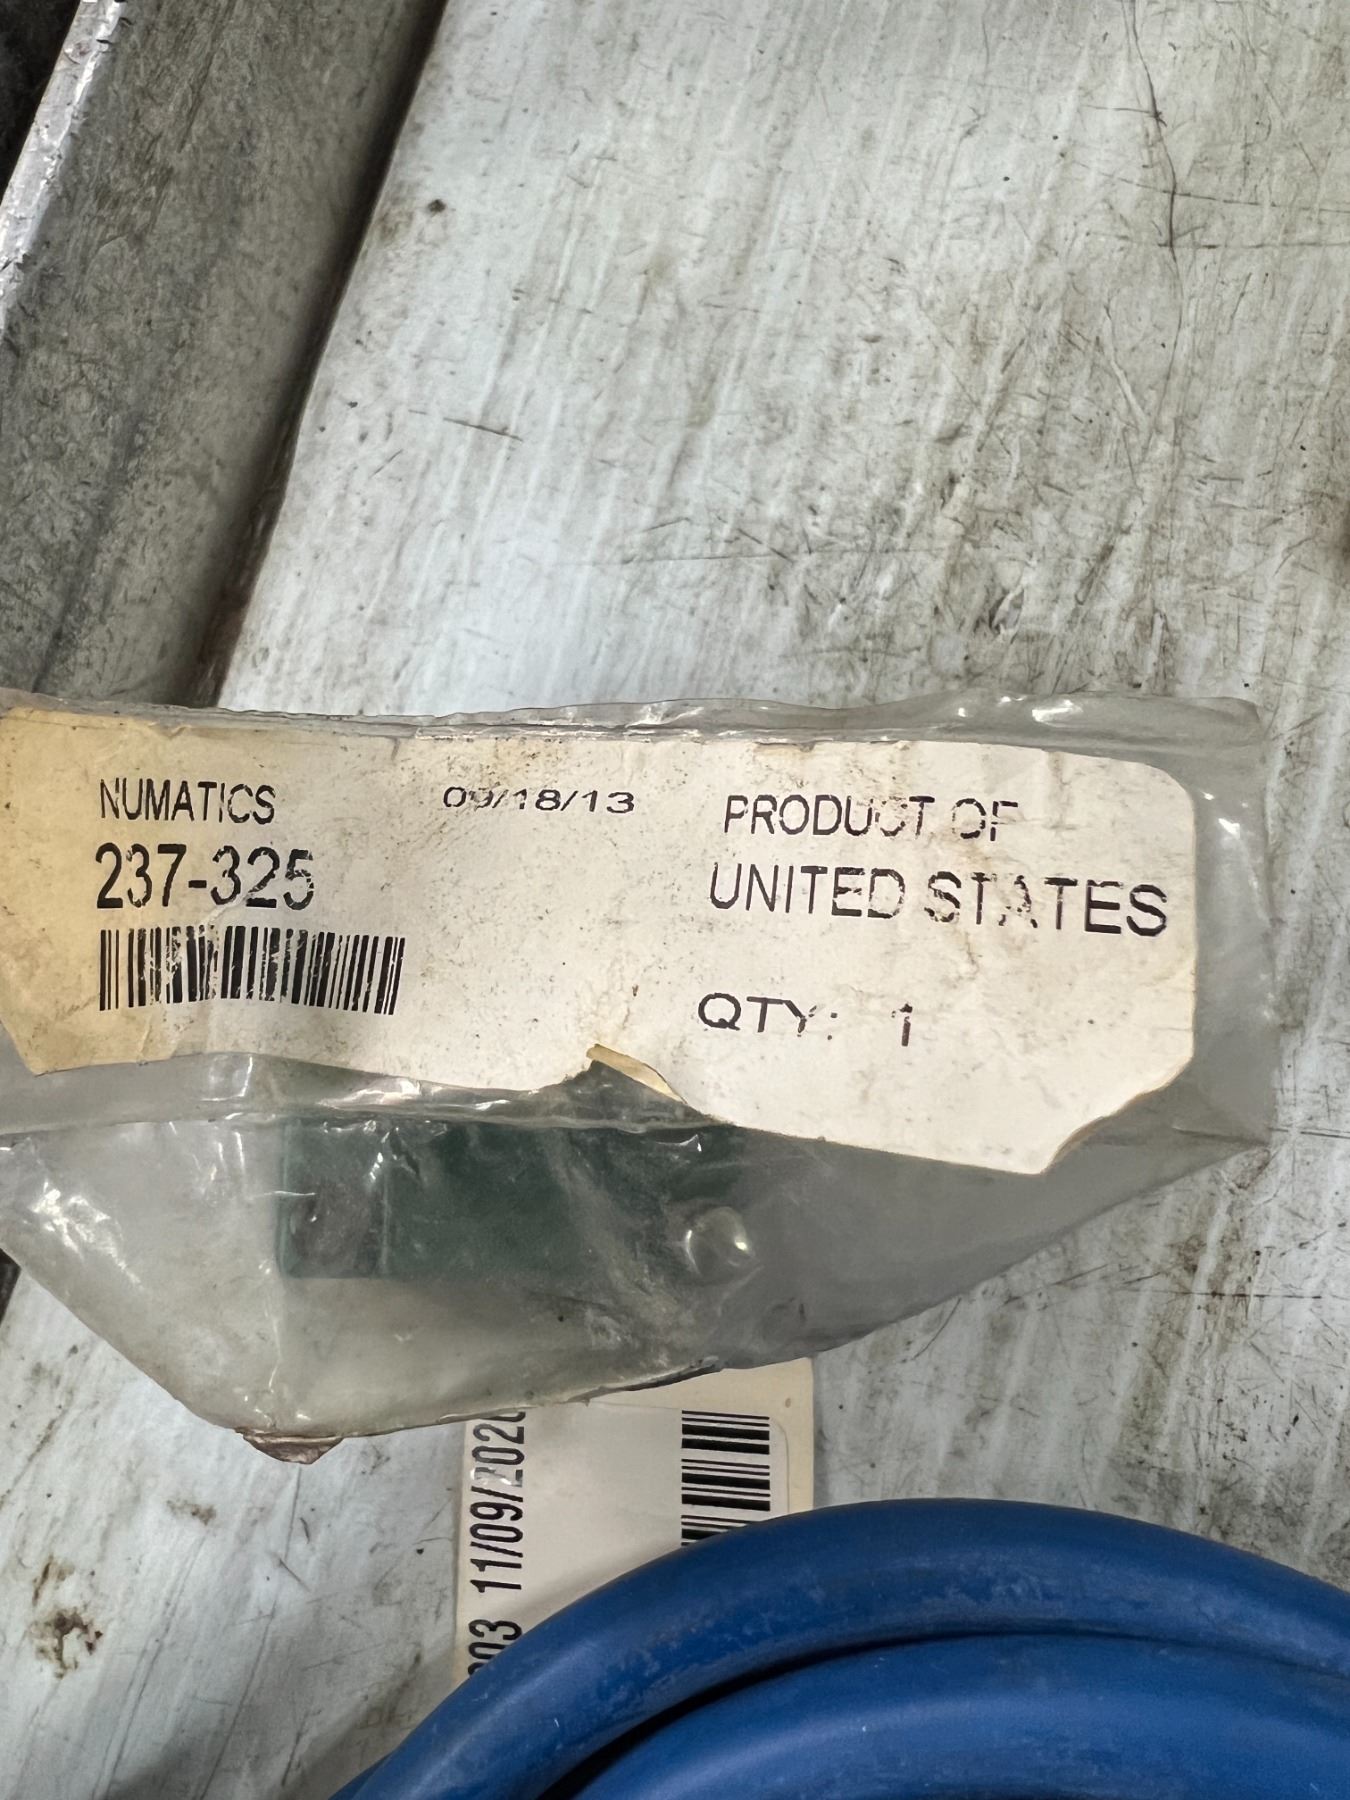 NUMATICS
09/18/13
237-325
PRODUCT OF
UNITED STATES
QTY: 1
11/09/202